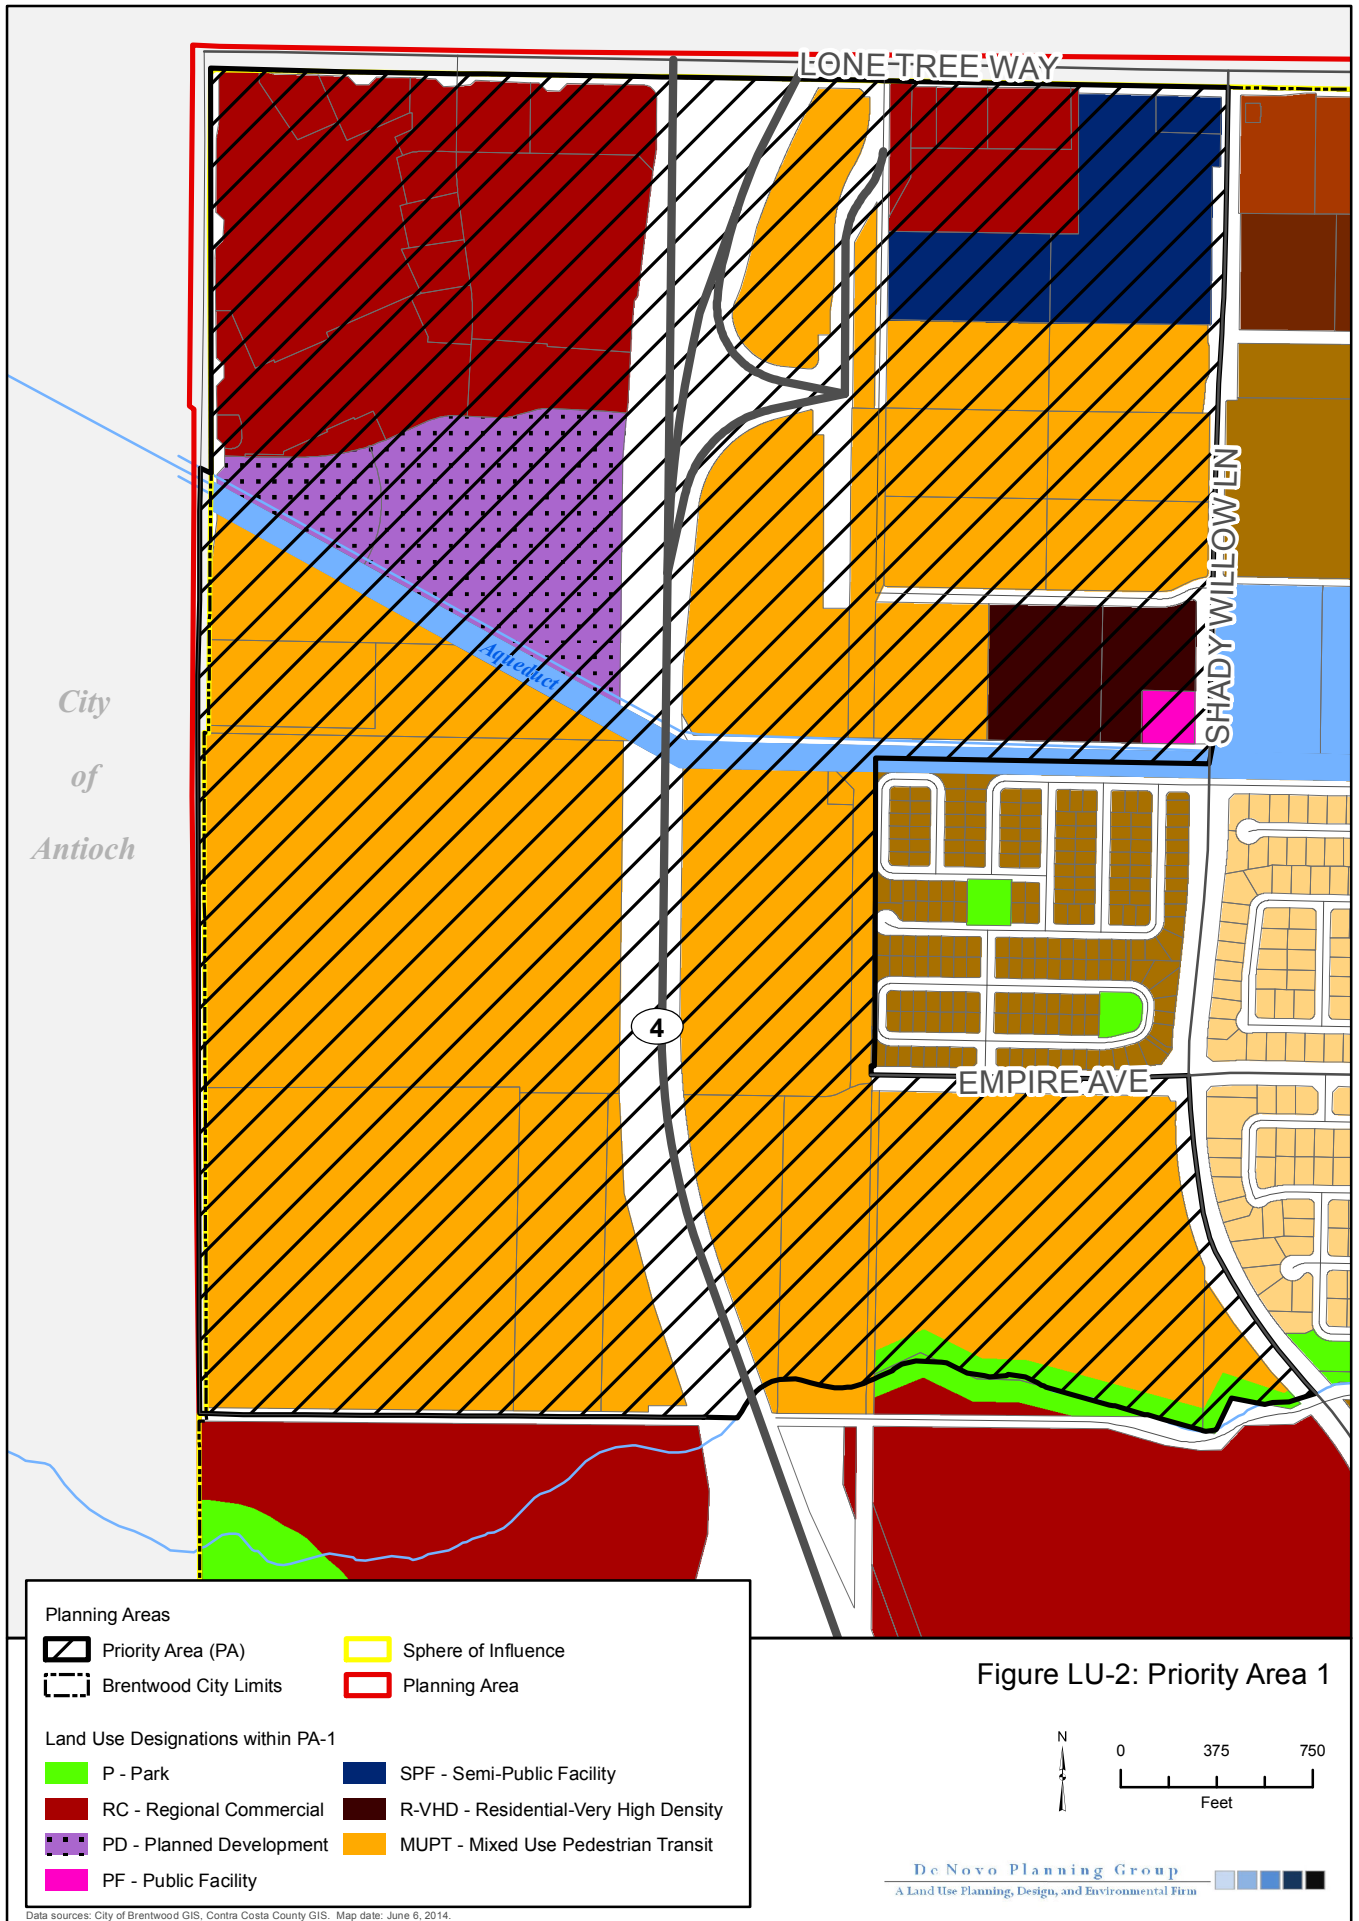 LONE TREE WAY
SHADY WILLOW LN
Aqueduct
City
of
Antioch
4
EMPIRE AVE
Planning Areas
Priority Area (PA)
Sphere of Influence
Brentwood City Limits
Planning Area
Land Use Designations within PA-1
P - Park
SPF - Semi-Public Facility
RC - Regional Commercial
R-VHD - Residential-Very High Density
PD - Planned Development
MUPT - Mixed Use Pedestrian Transit
PF - Public Facility
Figure LU-2: Priority Area 1
N
0 375 750
Feet
De Novo Planning Group
A Land Use Planning, Design, and Environmental Firm
Data sources: City of Brentwood GIS, Contra Costa County GIS. Map date: June 6, 2014.